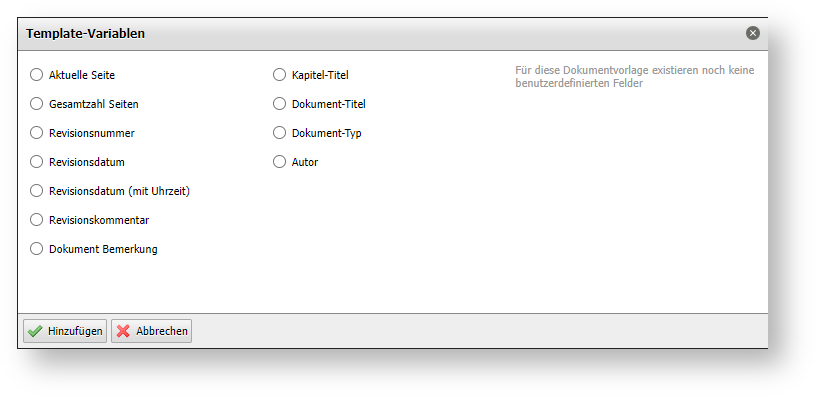 Template-Variablen
Aktuelle Seite
Gesamtzahl Seiten
Revisionsnummer
Revisionsdatum
Revisionsdatum (mit Uhrzeit)
Revisionskommentar
Dokument Bemerkung
Kapitel-Titel
Dokument-Titel
Dokument-Typ
Autor
Für diese Dokumentvorlage existieren noch keine
benutzerdefinierten Felder
Hinzufügen
Abbrechen